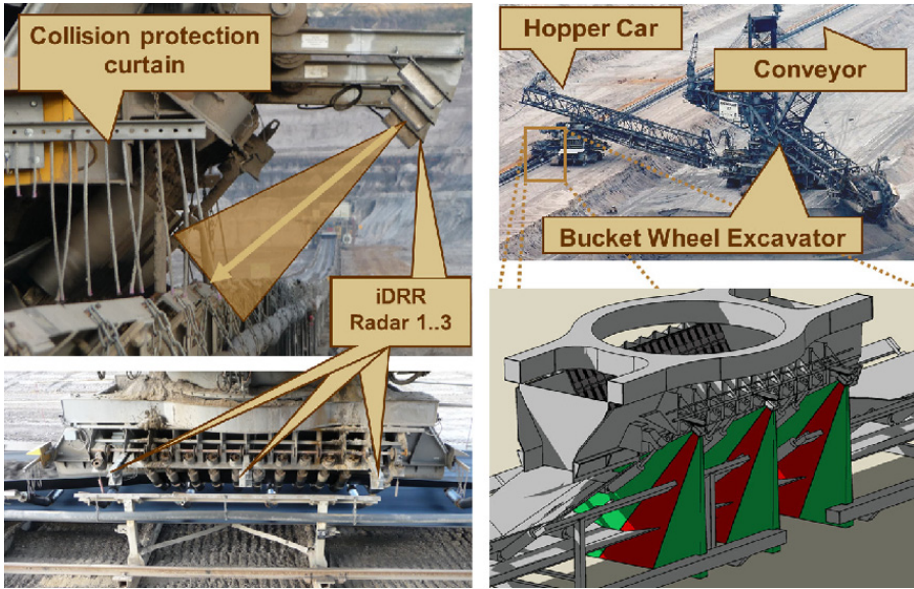 Collision protection
curtain
iDRR
Radar 1..3
Hopper Car
Conveyor
Bucket Wheel Excavator